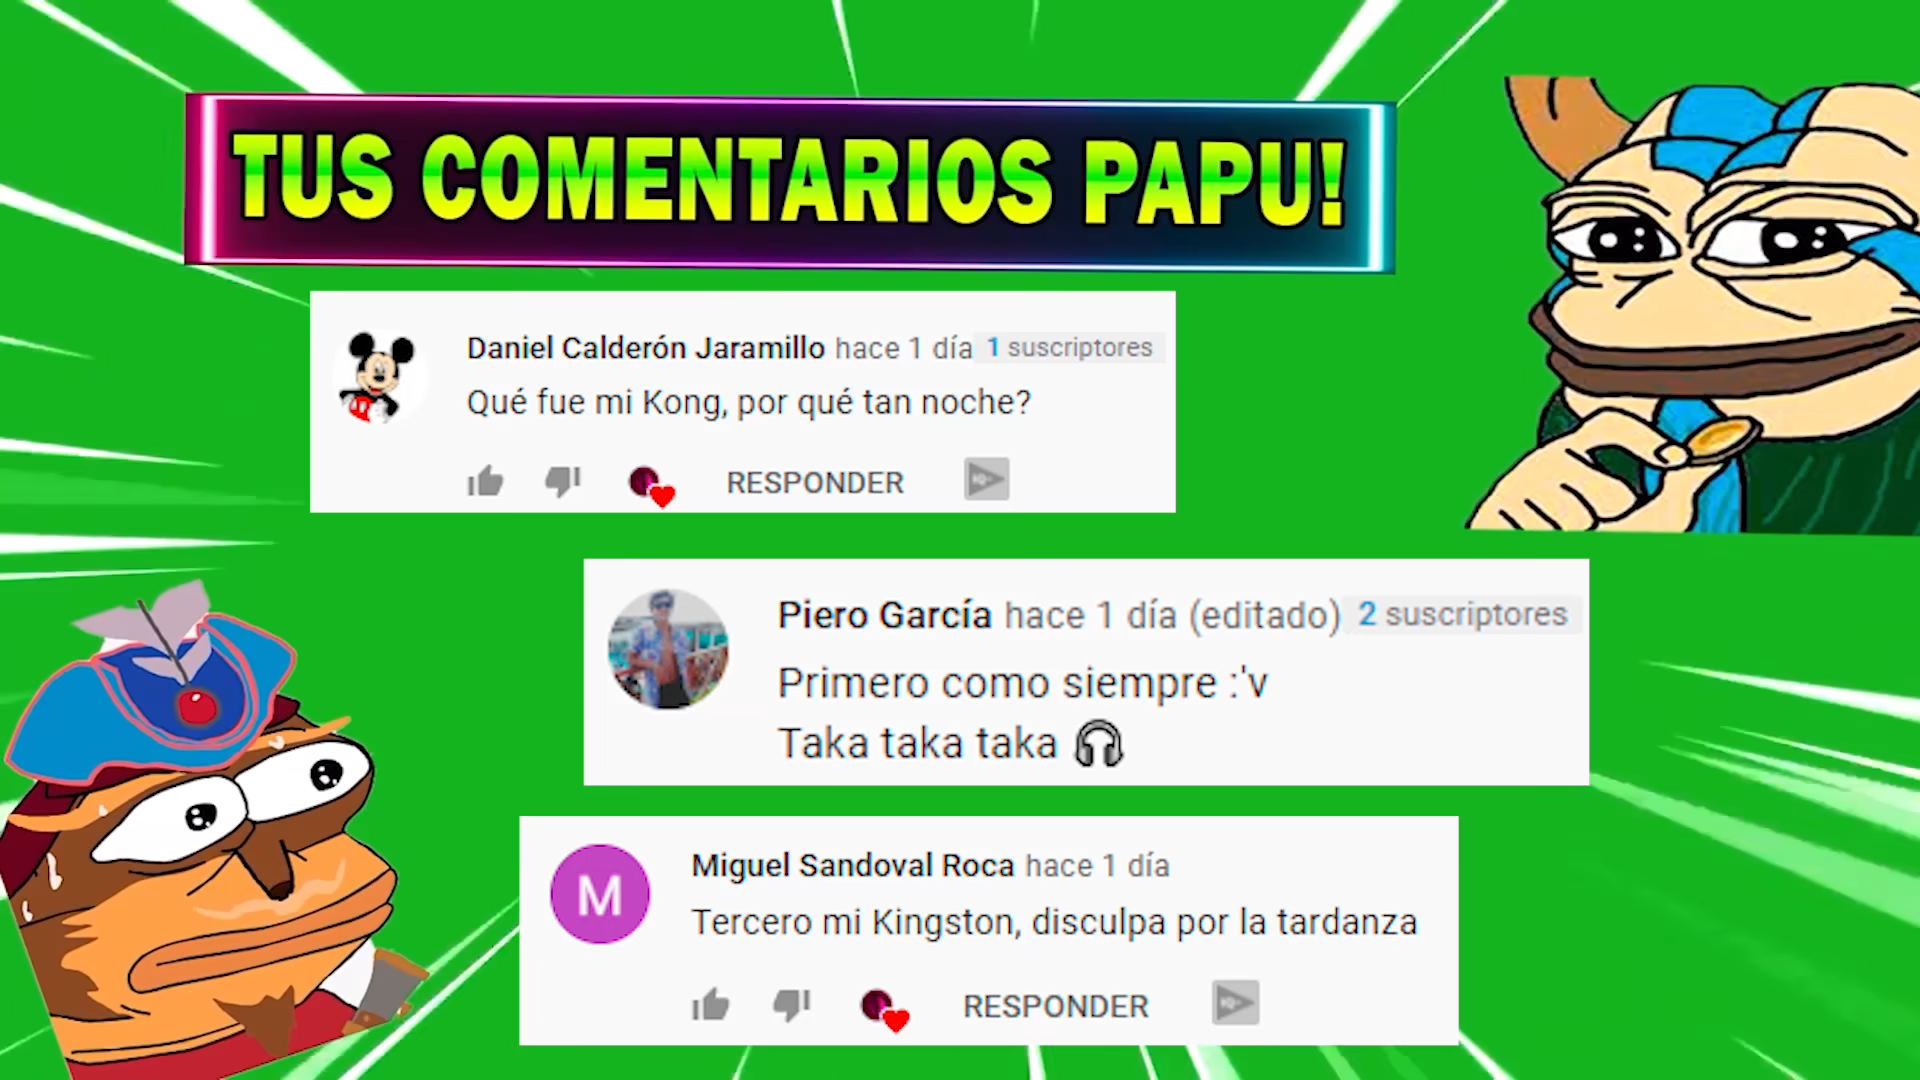 TUS COMENTARIOS PAPU!
Daniel Calderón Jaramillo hace 1 día 1 suscriptores
Qué fue mi Kong, por qué tan noche?
RESPONDER
Piero García hace 1 día (editado) 2 suscriptores
Primero como siempre :'v
Taka taka taka 🎧
M
Miguel Sandoval Roca hace 1 día
Tercero mi Kingston, disculpa por la tardanza
RESPONDER